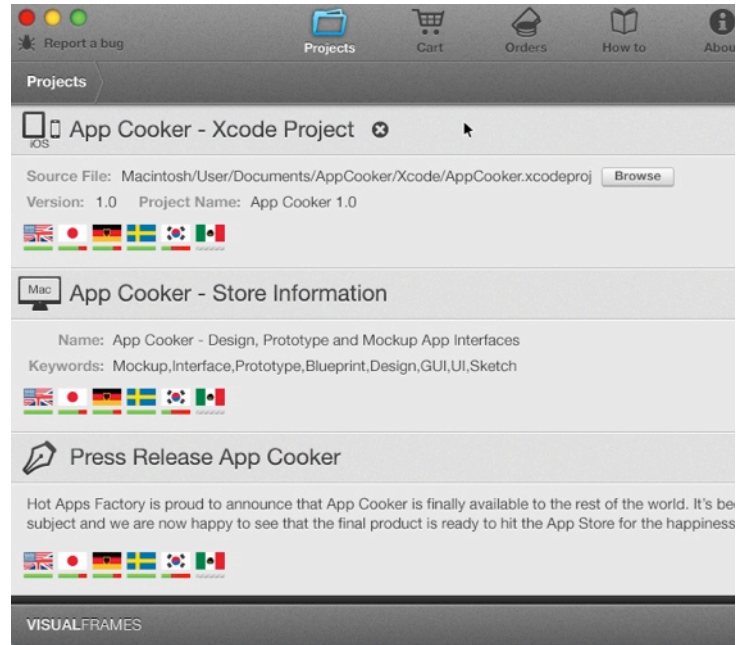 Report a bug
Projects
Cart
Orders
How to
Abou
Projects
iOS
App Cooker - Xcode Project
Source File: Macintosh/User/Documents/AppCooker/Xcode/AppCooker.xcodeproj Browse
Version: 1.0 Project Name: App Cooker 1.0
Mac
App Cooker - Store Information
Name: App Cooker - Design, Prototype and Mockup App Interfaces
Keywords: Mockup,Interface,Prototype,Blueprint,Design,GUI,UI,Sketch
Press Release App Cooker
Hot Apps Factory is proud to announce that App Cooker is finally available to the rest of the world. It's bee
subject and we are now happy to see that the final product is ready to hit the App Store for the happiness
VISUALFRAMES